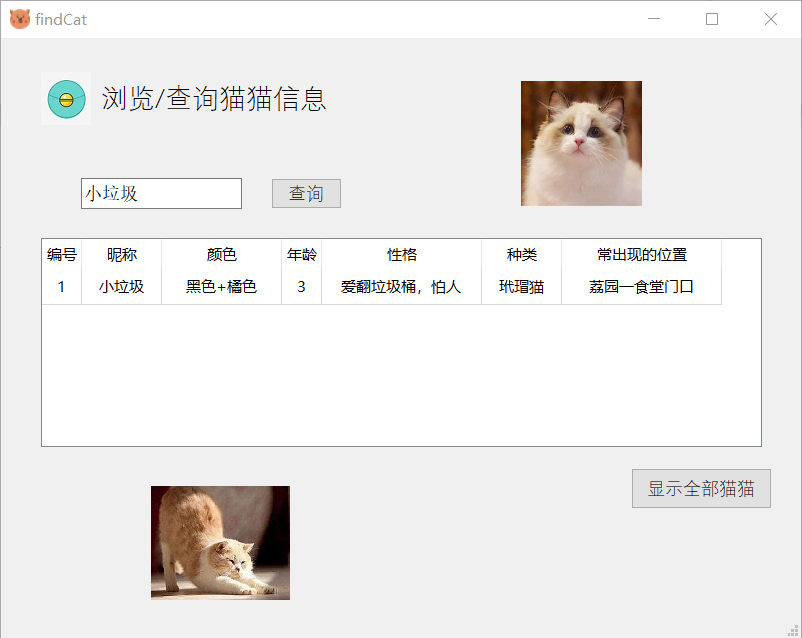 findCat
浏览/查询猫猫信息
小垃圾 查询
编号 昵称 颜色 年龄 性格 种类 常出现的位置
1 小垃圾 黑色+橘色 3 爱翻垃圾桶，怕人 玳瑁猫 荔园一食堂门口
显示全部猫猫